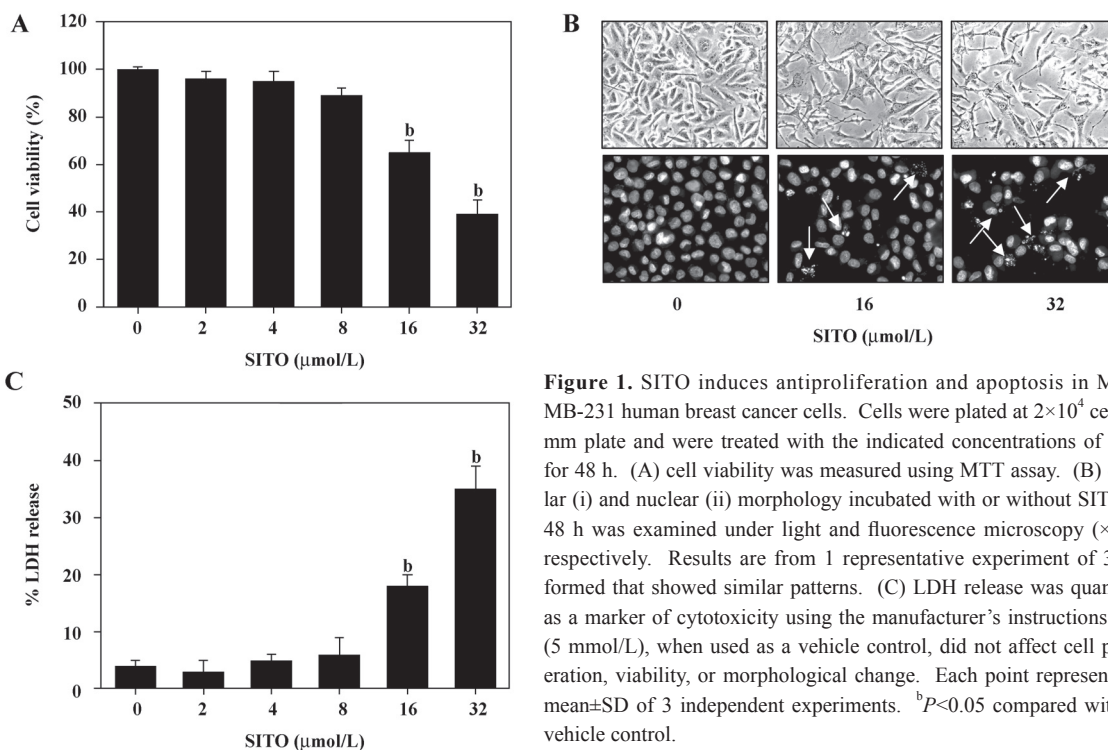 A
120
100
80
60
40
20
0
Cell viability (%)
b
b
0 2 4 8 16 32
SITO (μmol/L)
B
0 16 32
SITO (μmol/L)
C
50
40
30
20
10
0
% LDH release
b
b
0 2 4 8 16 32
SITO (μmol/L)
Figure 1. SITO induces antiproliferation and apoptosis in
MB-231 human breast cancer cells. Cells were plated at 2×10⁴
mm plate and were treated with the indicated concentrations of
for 48 h. (A) cell viability was measured using MTT assay. (B)
lar (i) and nuclear (ii) morphology incubated with or without
48 h was examined under light and fluorescence microscopy
respectively. Results are from 1 representative experiment of
formed that showed similar patterns. (C) LDH release was
as a marker of cytotoxicity using the manufacturer's instructions
(5 mmol/L), when used as a vehicle control, did not affect cell
eration, viability, or morphological change. Each point
mean±SD of 3 independent experiments. ᵇP<0.05 compared
vehicle control.